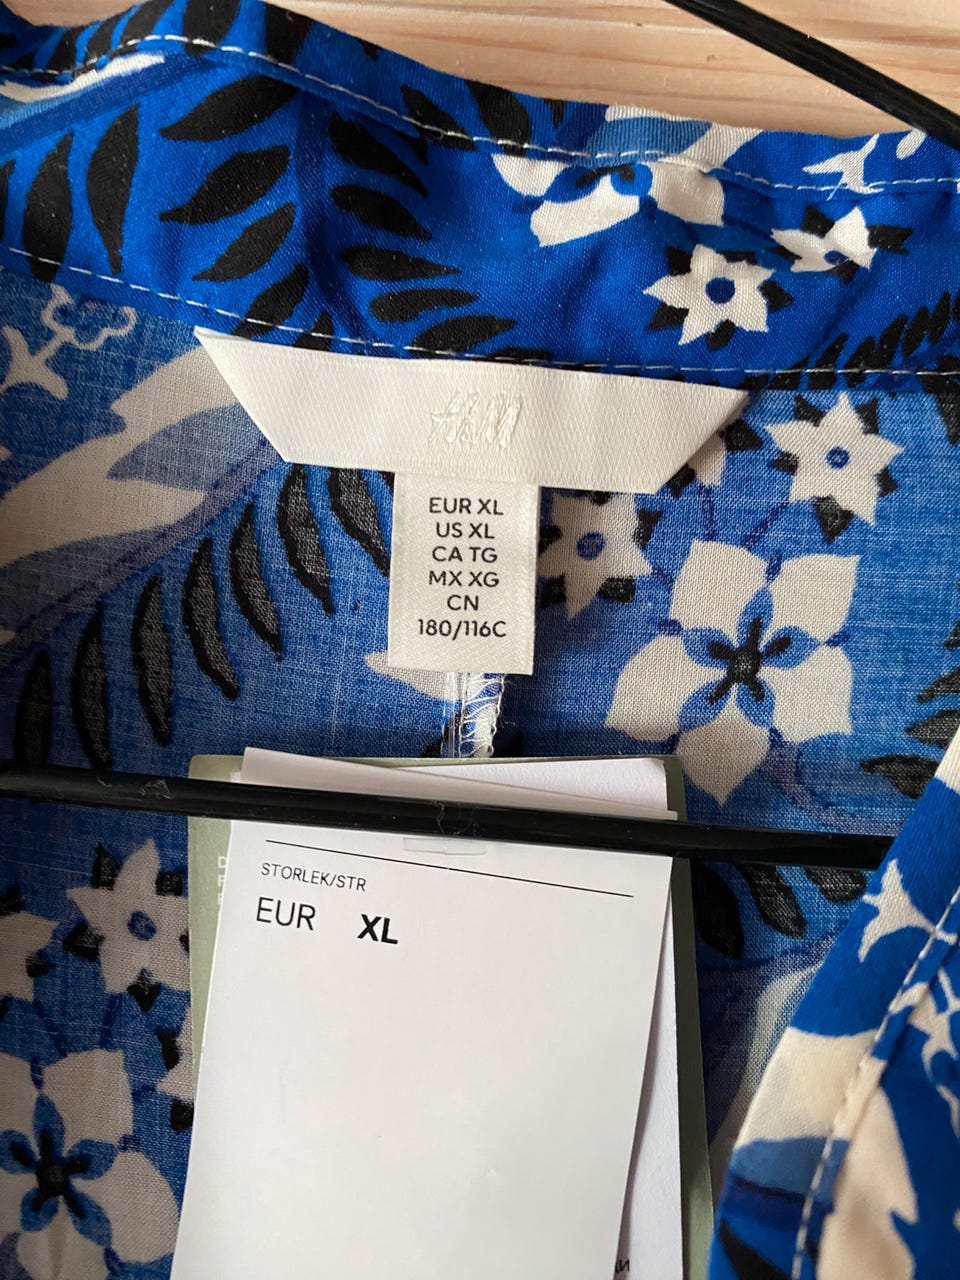 H&M
EUR XL
US XL
CA TG
MX XG
CN
180/116C
STORLEK/STR
EUR XL